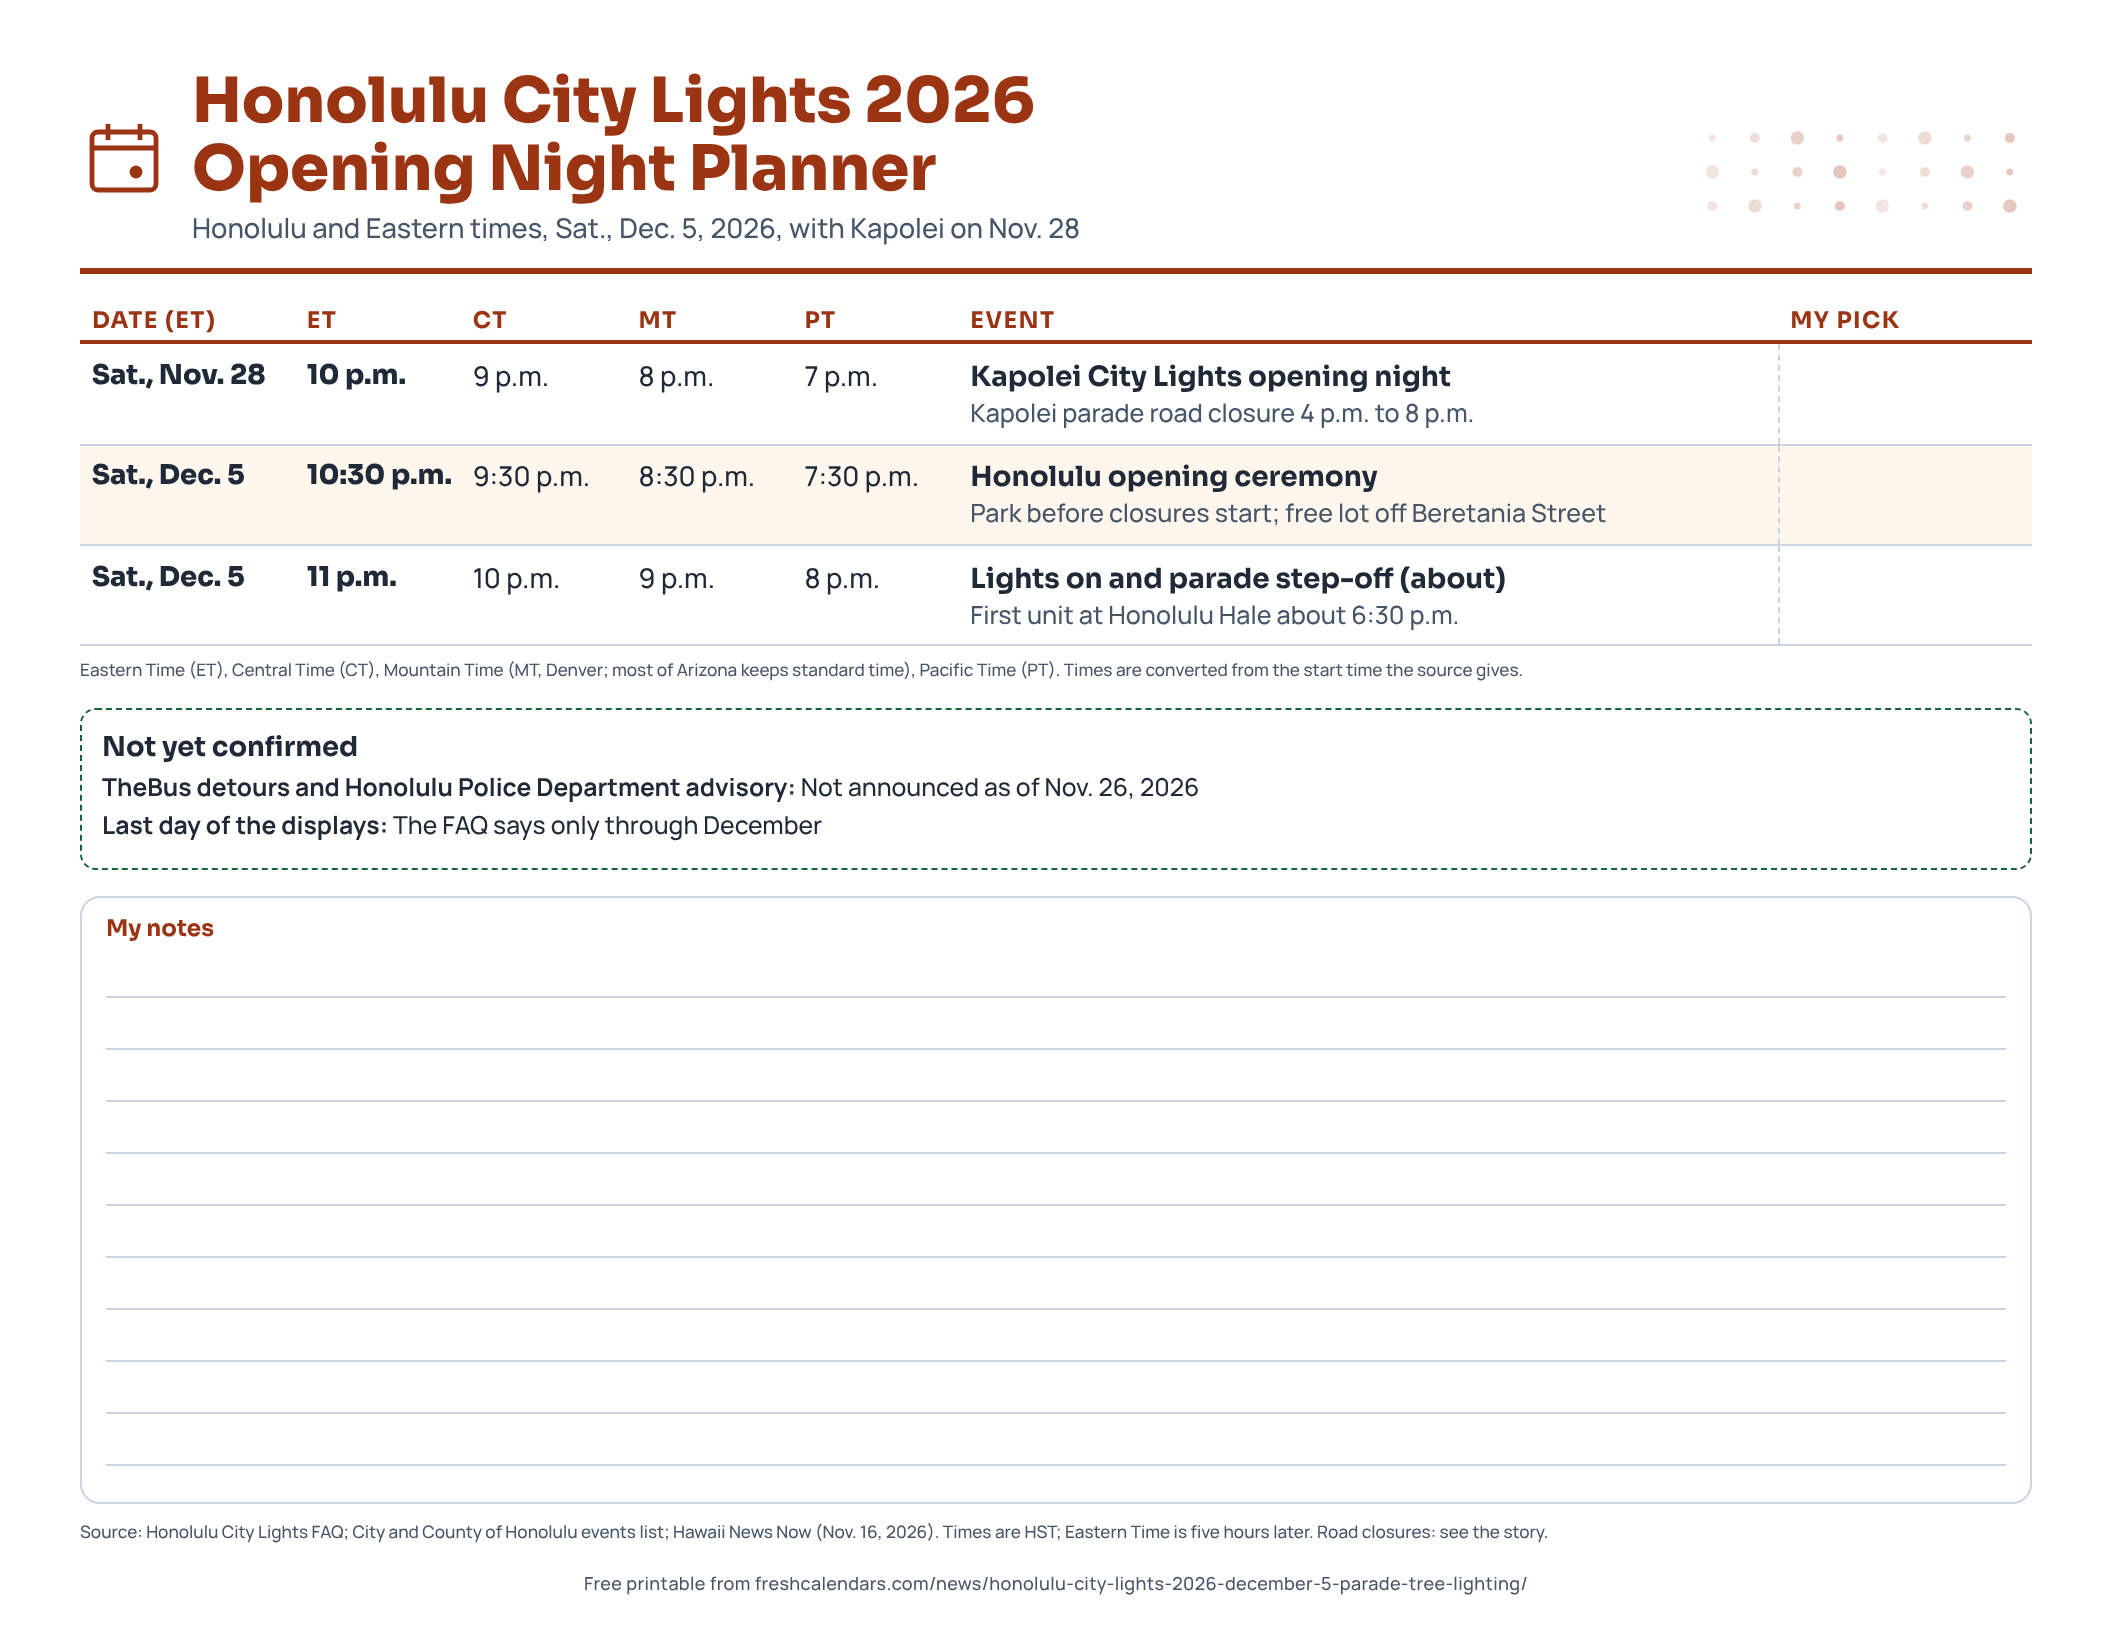 Honolulu City Lights 2026
Opening Night Planner
Honolulu and Eastern times, Sat., Dec. 5, 2026, with Kapolei on Nov. 28
DATE (ET) ET CT MT PT EVENT MY PICK
Sat., Nov. 28 10 p.m. 9 p.m. 8 p.m. 7 p.m. Kapolei City Lights opening night
Kapolei parade road closure 4 p.m. to 8 p.m.
Sat., Dec. 5 10:30 p.m. 9:30 p.m. 8:30 p.m. 7:30 p.m. Honolulu opening ceremony
Park before closures start; free lot off Beretania Street
Sat., Dec. 5 11 p.m. 10 p.m. 9 p.m. 8 p.m. Lights on and parade step-off (about)
First unit at Honolulu Hale about 6:30 p.m.
Eastern Time (ET), Central Time (CT), Mountain Time (MT, Denver; most of Arizona keeps standard time), Pacific Time (PT). Times are converted from the start time the source gives.
Not yet confirmed
TheBus detours and Honolulu Police Department advisory: Not announced as of Nov. 26, 2026
Last day of the displays: The FAQ says only through December
My notes
Source: Honolulu City Lights FAQ; City and County of Honolulu events list; Hawaii News Now (Nov. 16, 2026). Times are HST; Eastern Time is five hours later. Road closures: see the story.
Free printable from freshcalendars.com/news/honolulu-city-lights-2026-december-5-parade-tree-lighting/